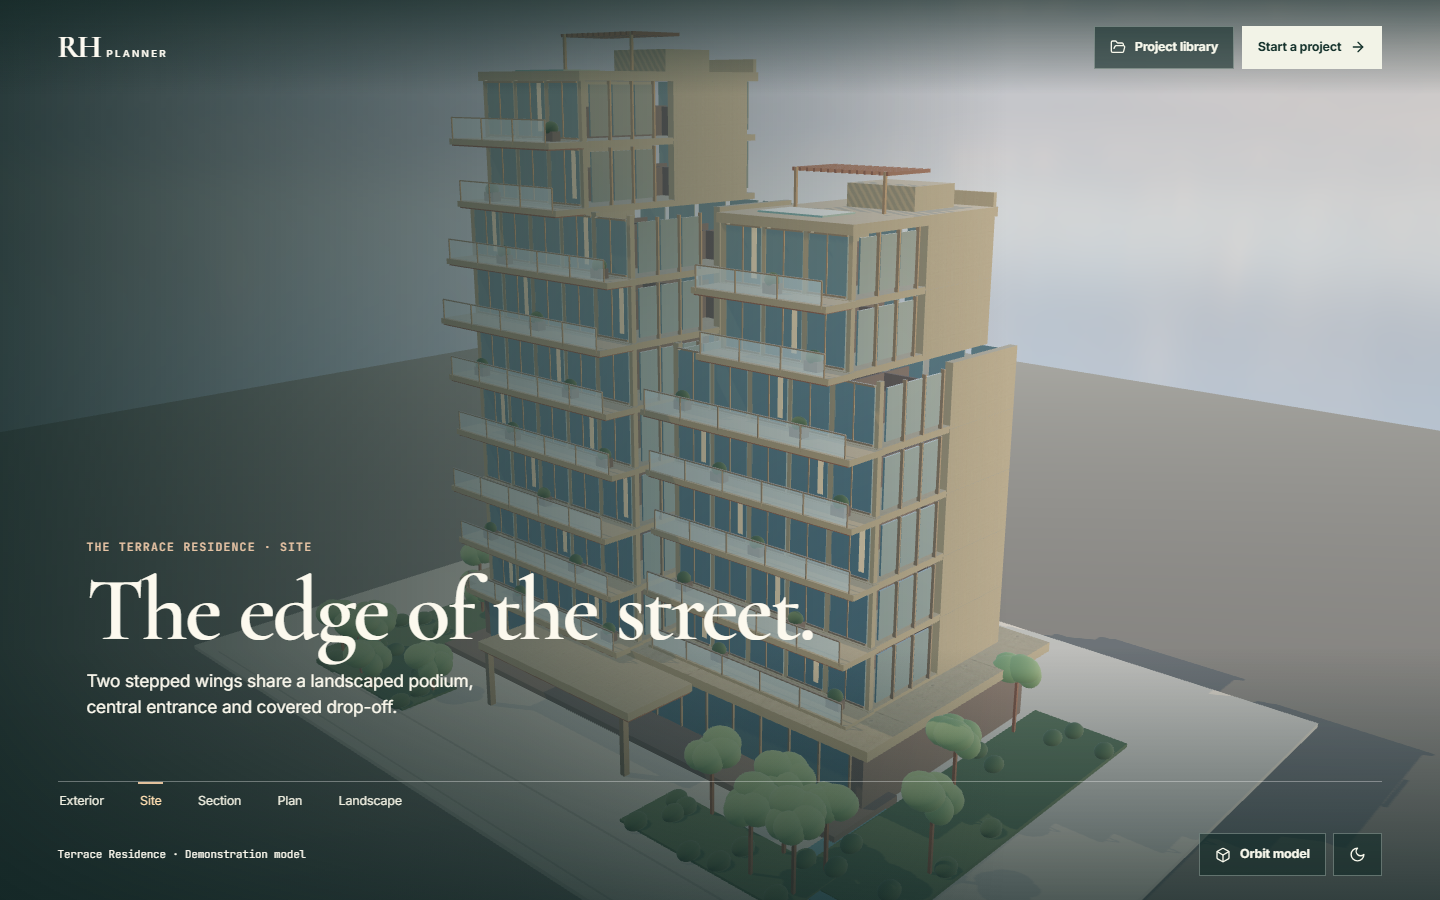 RH PLANNER
Project library
Start a project
THE TERRACE RESIDENCE · SITE
The edge of the street.
Two stepped wings share a landscaped podium,
central entrance and covered drop-off.
Exterior
Site
Section
Plan
Landscape
Terrace Residence · Demonstration model
Orbit model